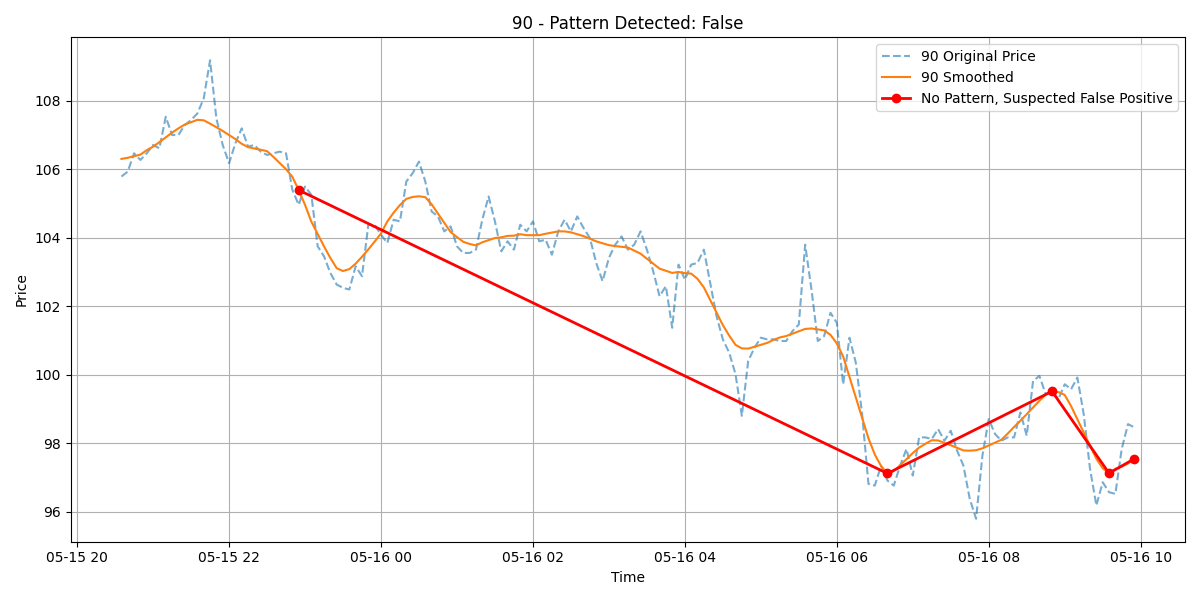 90 - Pattern Detected: False
90 Original Price
90 Smoothed
No Pattern, Suspected False Positive
Price
108
106
104
102
100
98
96
05-15 20 05-15 22 05-16 00 05-16 02 05-16 04 05-16 06 05-16 08 05-16 10
Time